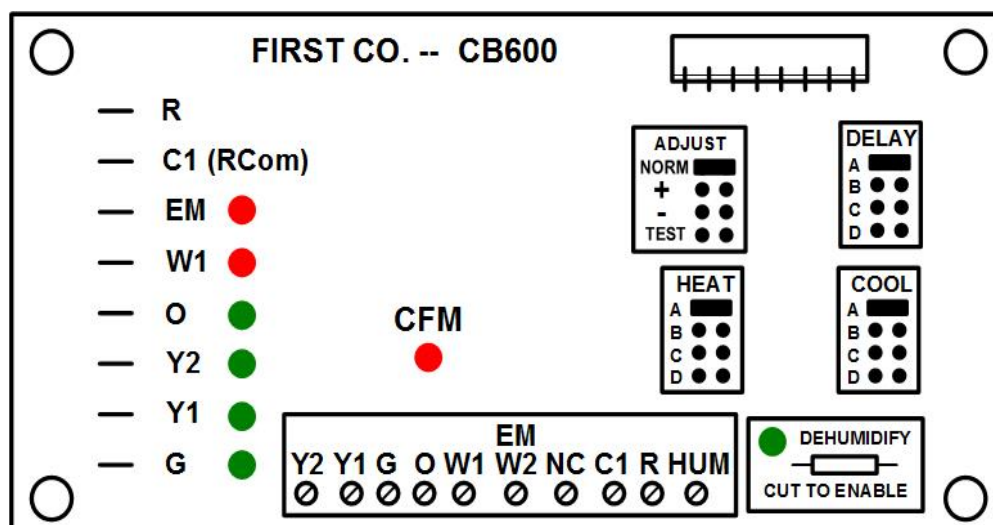 FIRST CO. -- CB600
R
C1 (RCom)
EM
W1
O
Y2
Y1
G
CFM
ADJUST
NORM
+
-
TEST
DELAY
A
B
C
D
HEAT
A
B
C
D
COOL
A
B
C
D
EM
Y2 Y1 G O W1 W2 NC C1 R HUM
DEHUMIDIFY
CUT TO ENABLE